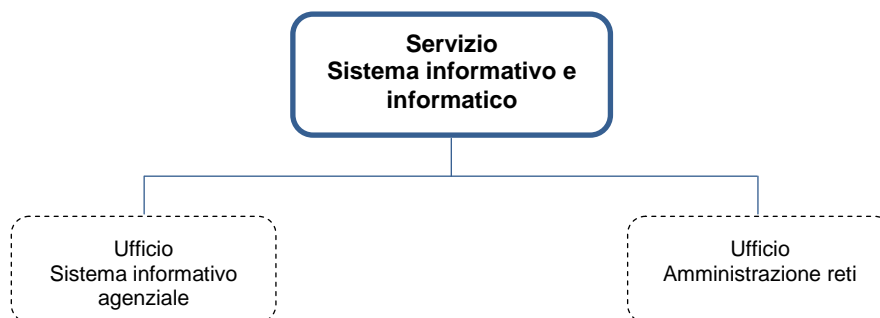 Servizio
Sistema informativo e
informatico
Ufficio
Sistema informativo
agenziale
Ufficio
Amministrazione reti